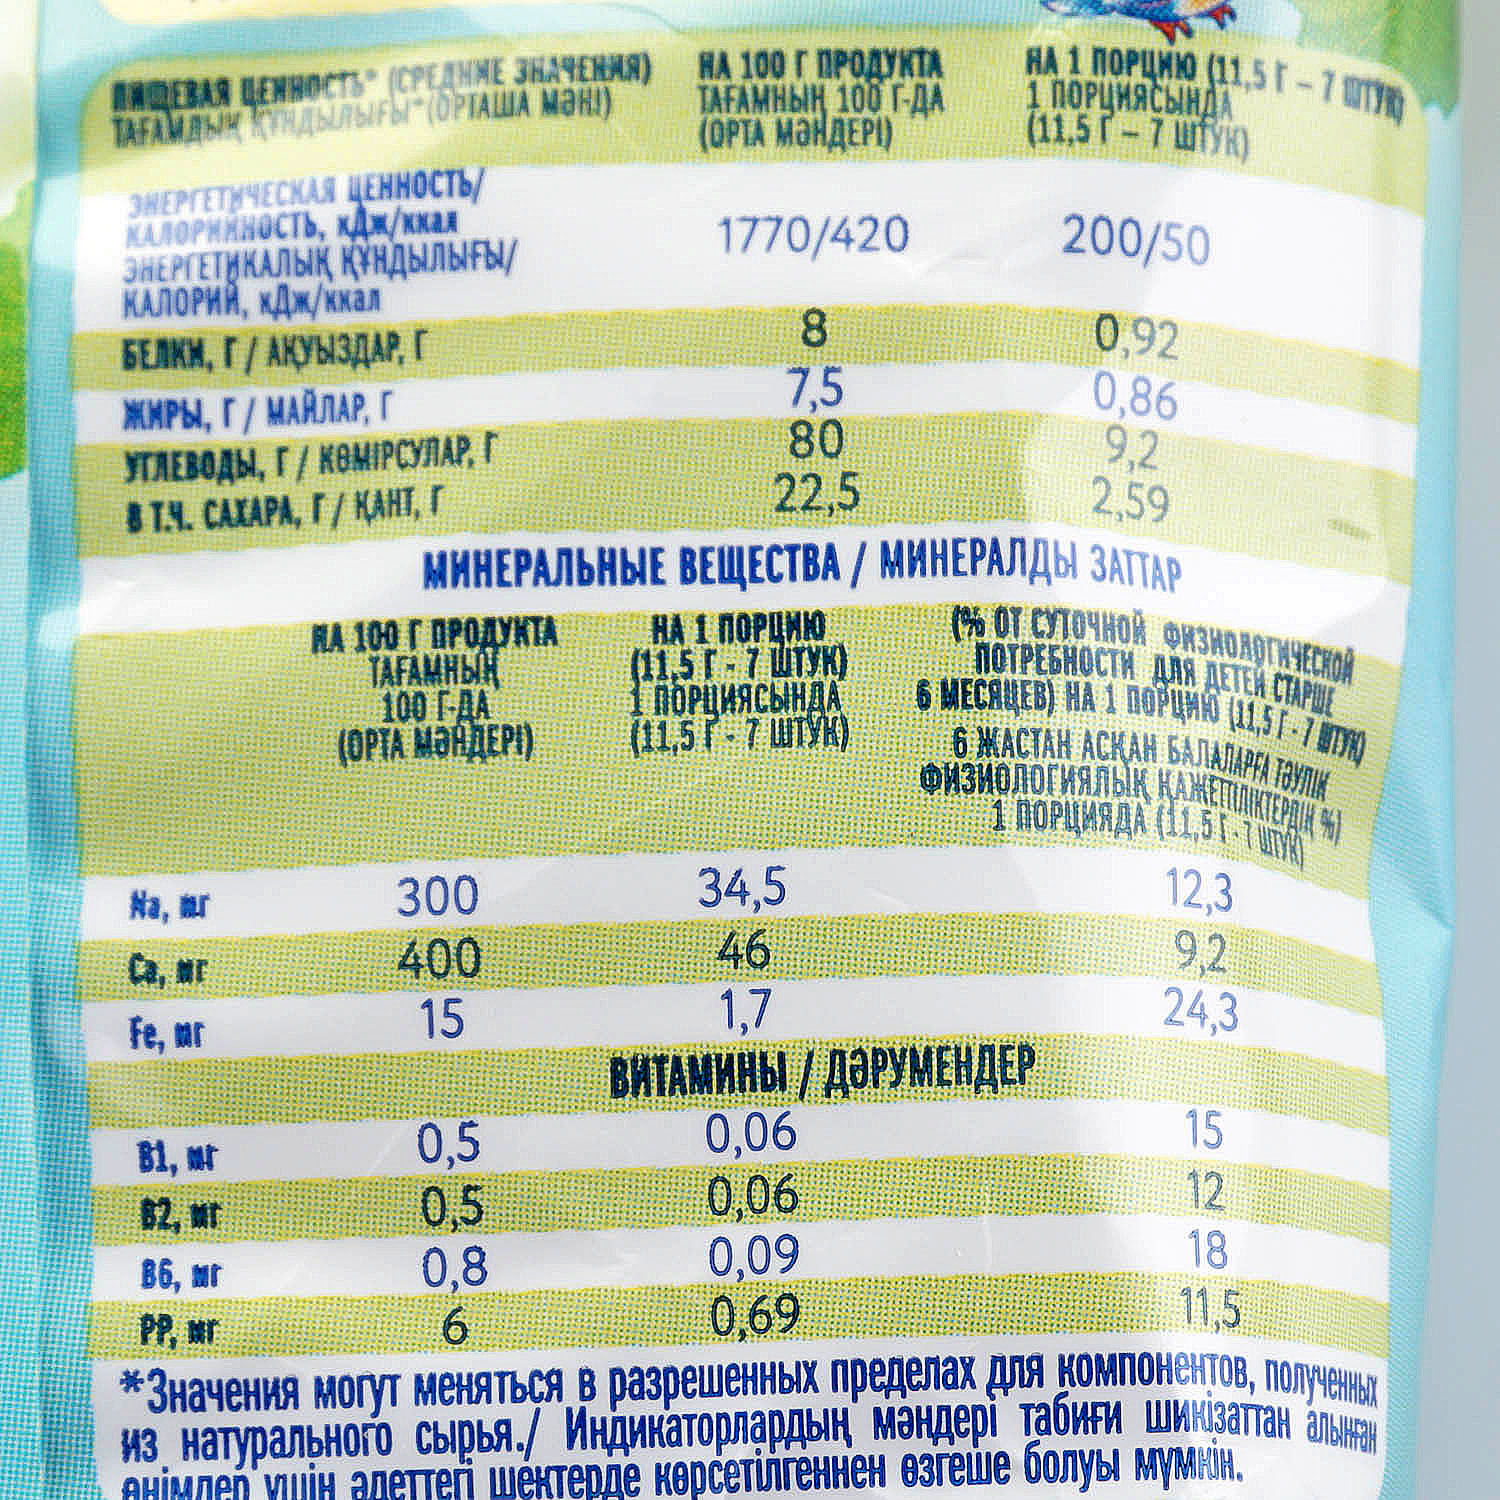 ПИЩЕВАЯ ЦЕННОСТЬ* (СРЕДНИЕ ЗНАЧЕНИЯ)
ТАҒАМДЫҚ ҚҰНДЫЛЫҒЫ* (ОРТАША МӘНІ)
НА 100 Г ПРОДУКТА
ТАҒАМНЫҢ 100 Г-ДА
(ОРТА МӘНДЕРІ)
НА 1 ПОРЦИЮ (11,5 Г – 7 ШТУК)
1 ПОРЦИЯСЫНДА
(11,5 Г – 7 ШТУК)
ЭНЕРГЕТИЧЕСКАЯ ЦЕННОСТЬ/
КАЛОРИЙНОСТЬ, кДж/ккал
ЭНЕРГЕТИКАЛЫҚ ҚҰНДЫЛЫҒЫ/
КАЛОРИЙ, кДж/ккал
1770/420 200/50
БЕЛКИ, Г / АҚУЫЗДАР, Г 8 0,92
ЖИРЫ, Г / МАЙЛАР, Г 7,5 0,86
УГЛЕВОДЫ, Г / КӨМІРСУЛАР, Г 80 9,2
В Т.Ч. САХАРА, Г / ҚАНТ, Г 22,5 2,59
МИНЕРАЛЬНЫЕ ВЕЩЕСТВА / МИНЕРАЛДЫ ЗАТТАР
НА 100 Г ПРОДУКТА
ТАҒАМНЫҢ
100 Г-ДА
(ОРТА МӘНДЕРІ)
НА 1 ПОРЦИЮ
(11,5 Г - 7 ШТУК)
1 ПОРЦИЯСЫНДА
(11,5 Г - 7 ШТУК)
(% ОТ СУТОЧНОЙ ФИЗИОЛОГИЧЕСКОЙ
ПОТРЕБНОСТИ ДЛЯ ДЕТЕЙ СТАРШЕ
6 МЕСЯЦЕВ) НА 1 ПОРЦИЮ (11,5 Г - 7 ШТУК)
6 ЖАСТАН АСҚАН БАЛАЛАРҒА ТӘУЛІК
ФИЗИОЛОГИЯЛЫҚ ҚАЖЕТТІЛІКТЕРДІҢ %)
1 ПОРЦИЯДА (11,5 Г - 7 ШТУК)
Na, мг 300 34,5 12,3
Ca, мг 400 46 9,2
Fe, мг 15 1,7 24,3
ВИТАМИНЫ / ДӘРУМЕНДЕР
B1, мг 0,5 0,06 15
B2, мг 0,5 0,06 12
B6, мг 0,8 0,09 18
PP, мг 6 0,69 11,5
*Значения могут меняться в разрешенных пределах для компонентов, полученных
из натурального сырья./ Индикаторлардың мәндері табиғи шикізаттан алынған
өнімдер үшін әдеттегі шектерде көрсетілгеннен өзгеше болуы мүмкін.